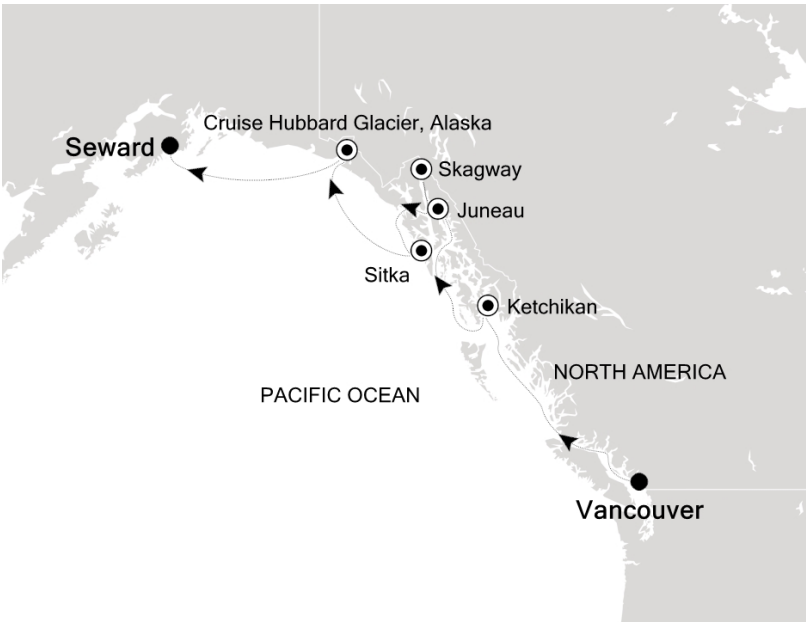 Cruise Hubbard Glacier, Alaska
Seward
Skagway
Juneau
Sitka
Ketchikan
NORTH AMERICA
PACIFIC OCEAN
Vancouver